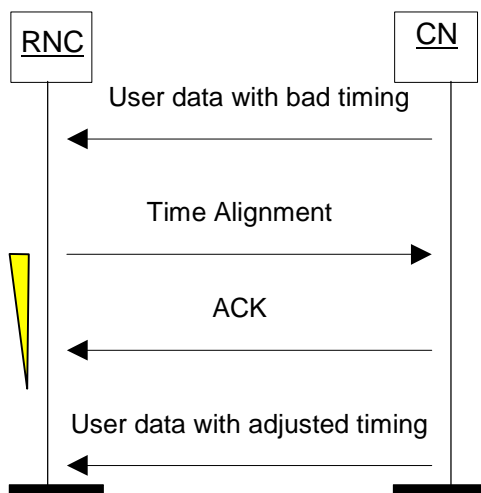 RNC
CN
User data with bad timing
Time Alignment
ACK
User data with adjusted timing